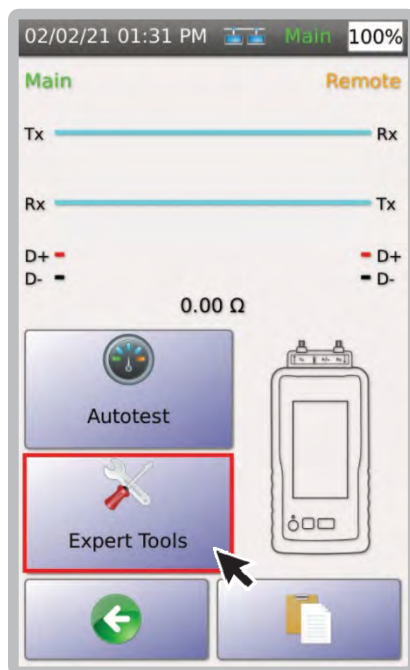 02/02/21 01:31 PM Main 100%
Main Remote
Tx Rx
Rx Tx
D+ D+
D- D-
0.00 Ω
Autotest
Expert Tools